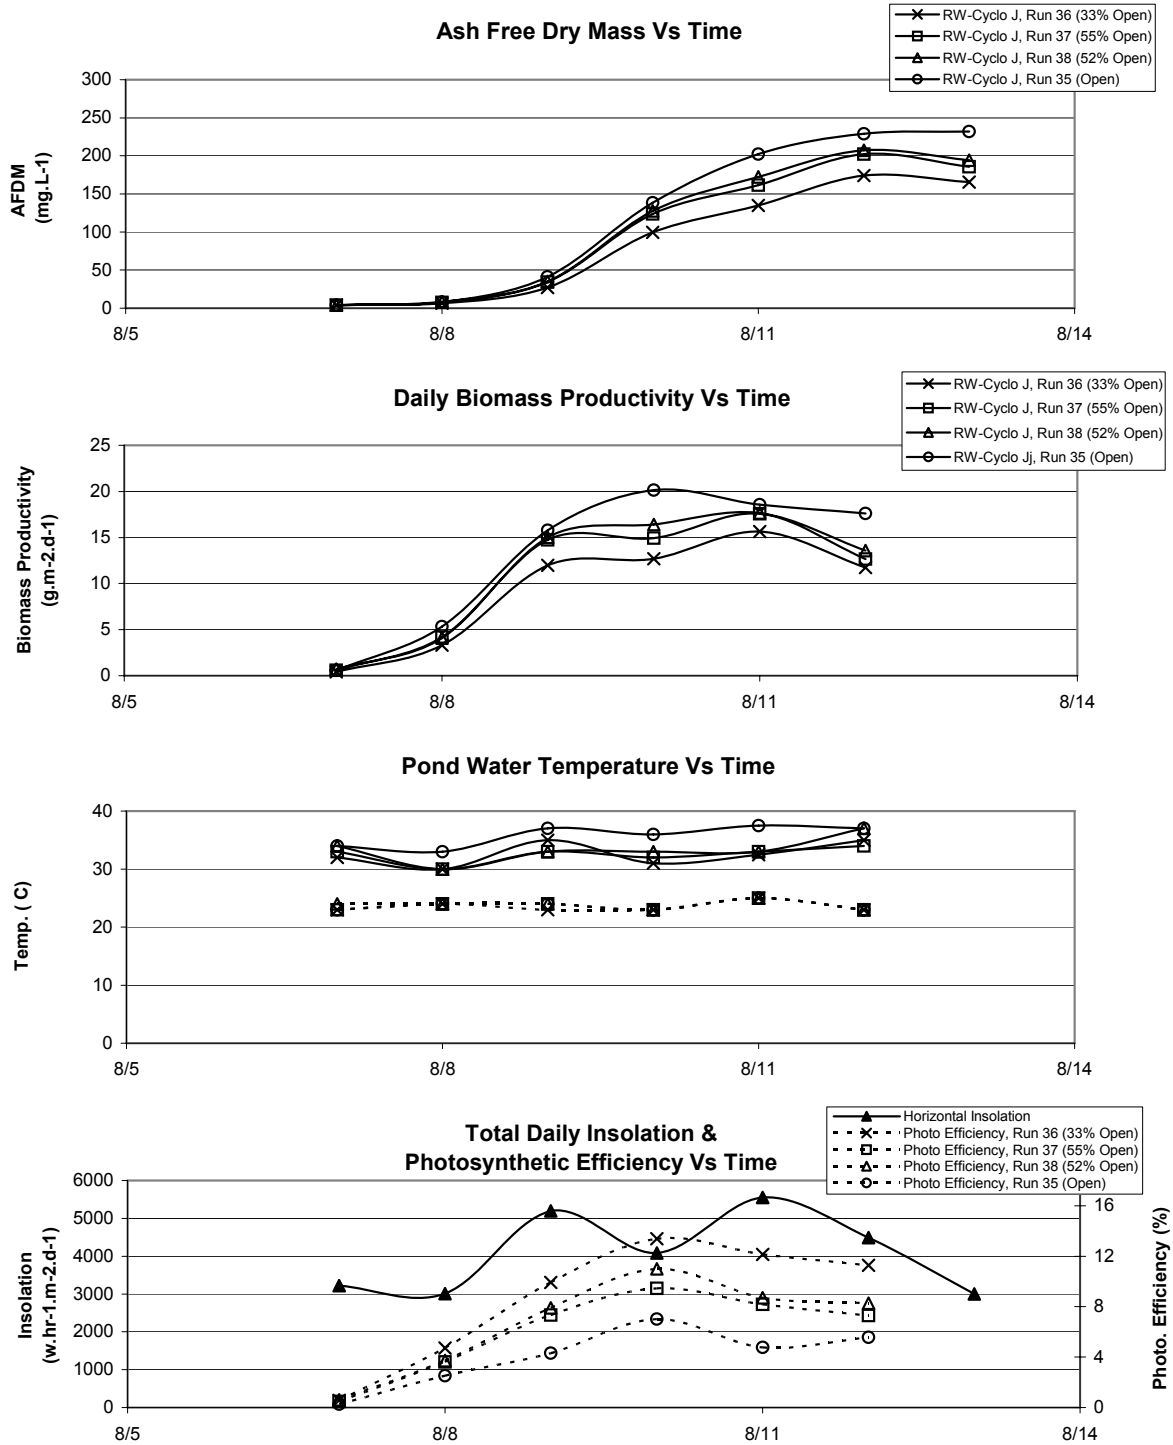 Ash Free Dry Mass Vs Time
RW-Cyclo J, Run 36 (33% Open)
RW-Cyclo J, Run 37 (55% Open)
RW-Cyclo J, Run 38 (52% Open)
RW-Cyclo J, Run 35 (Open)
AFDM
(mg.L-1)
300
250
200
150
100
50
0
8/5
8/8
8/11
8/14
Daily Biomass Productivity Vs Time
RW-Cyclo J, Run 36 (33% Open)
RW-Cyclo J, Run 37 (55% Open)
RW-Cyclo J, Run 38 (52% Open)
RW-Cyclo Jj, Run 35 (Open)
Biomass Productivity
(g.m-2.d-1)
25
20
15
10
5
0
8/5
8/8
8/11
8/14
Pond Water Temperature Vs Time
Temp. ( C)
40
30
20
10
0
8/5
8/8
8/11
8/14
Total Daily Insolation &
Photosynthetic Efficiency Vs Time
Horizontal Insolation
Photo Efficiency, Run 36 (33% Open)
Photo Efficiency, Run 37 (55% Open)
Photo Efficiency, Run 38 (52% Open)
Photo Efficiency, Run 35 (Open)
Insolation
(w.hr-1.m-2.d-1)
6000
5000
4000
3000
2000
1000
0
16
12
8
4
0
Photo. Efficiency (%)
8/5
8/8
8/11
8/14